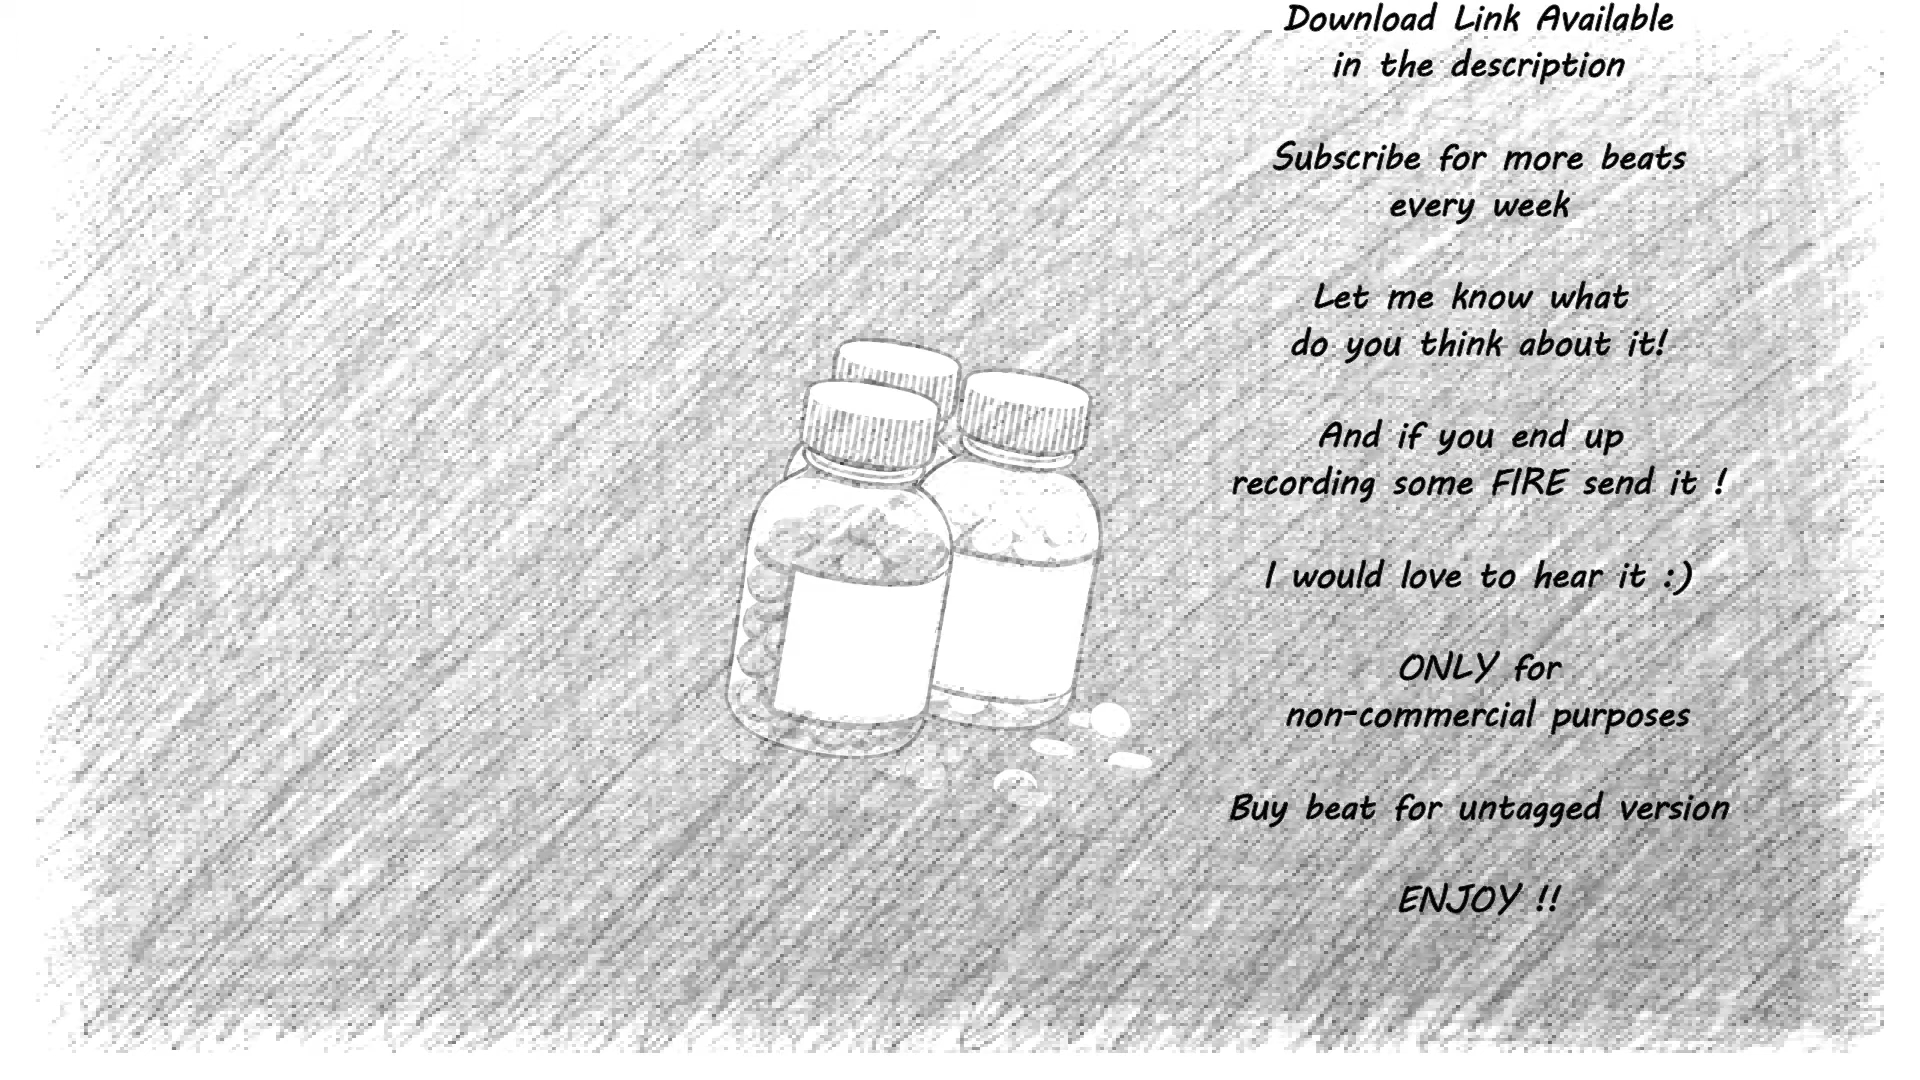 Download Link Available
in the description
Subscribe for more beats
every week
Let me know what
do you think about it!
And if you end up
recording some FIRE send it !
I would love to hear it :)
ONLY for
non-commercial purposes
Buy beat for untagged version
ENJOY !!